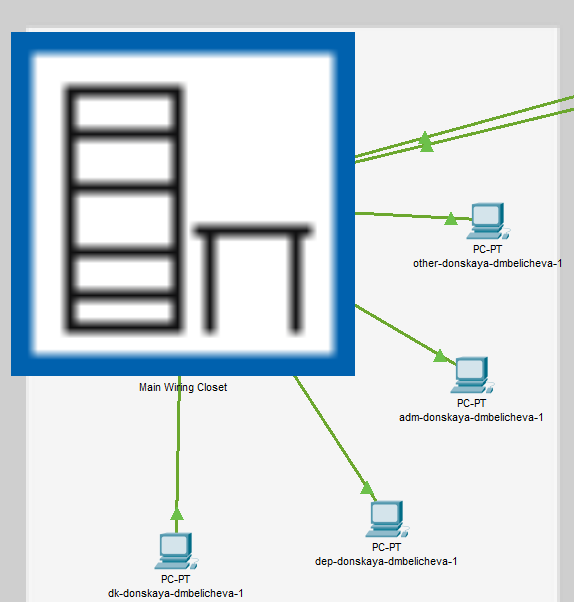 PC-PT
other-donskaya-dmbelicheva-1
Main Wiring Closet
PC-PT
adm-donskaya-dmbelicheva-1
PC-PT
dep-donskaya-dmbelicheva-1
PC-PT
dk-donskaya-dmbelicheva-1